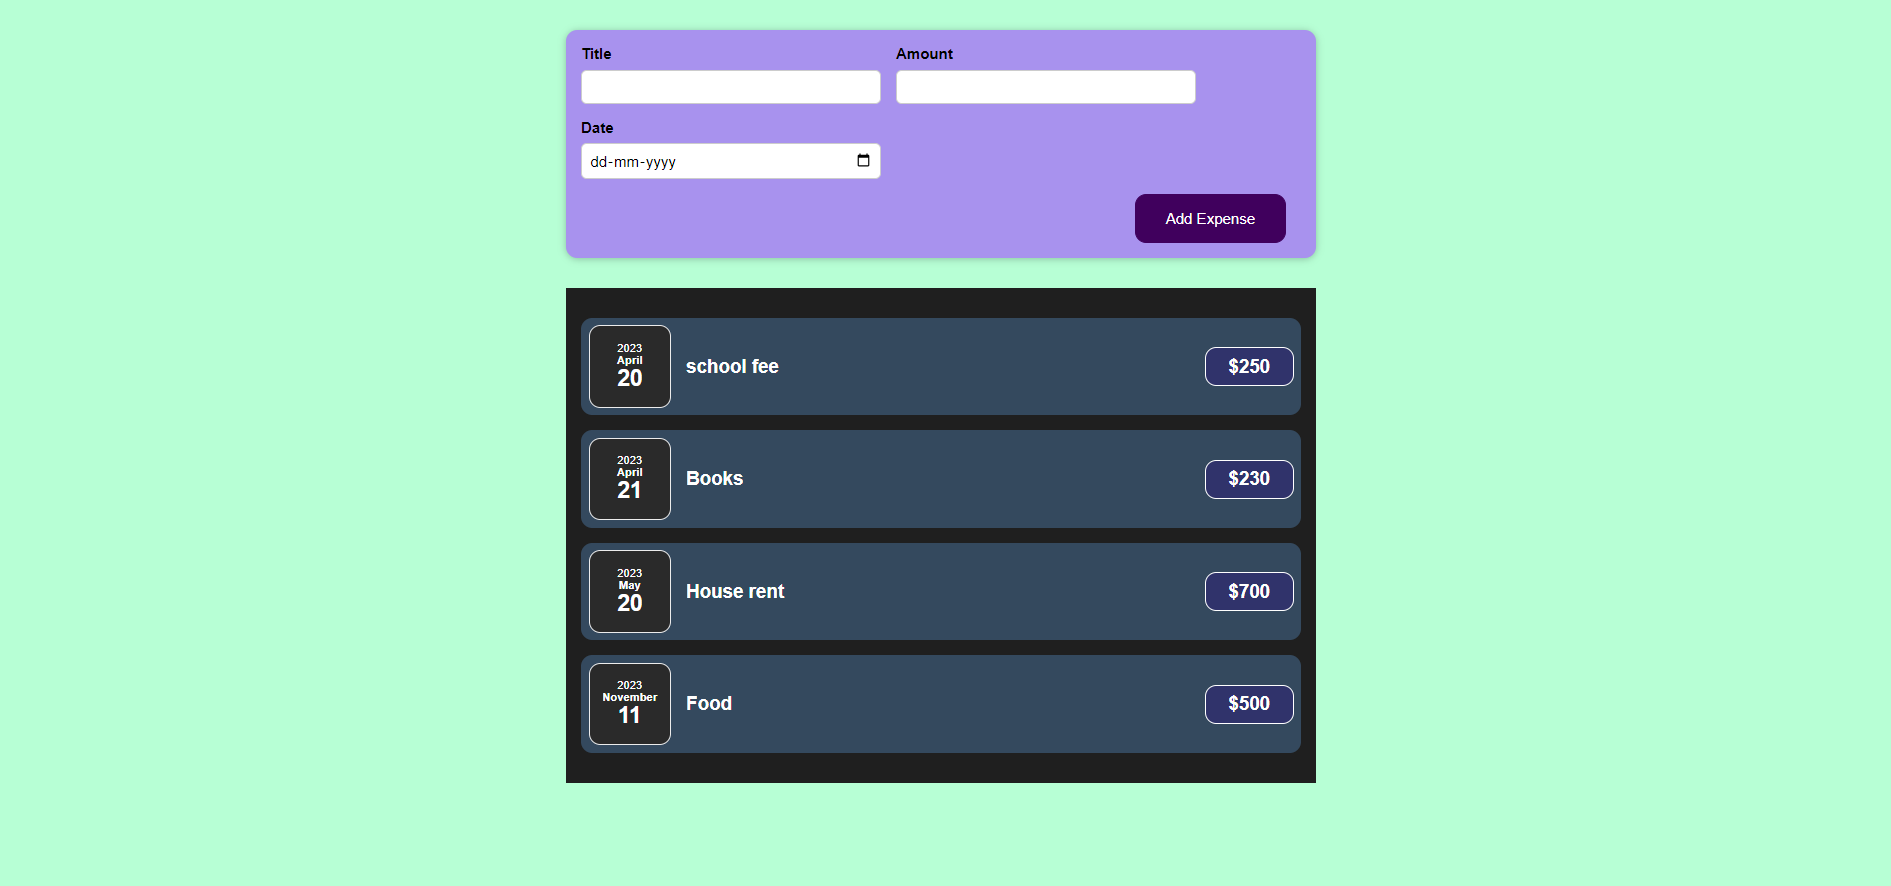 Title Amount
Date
dd-mm-yyyy
Add Expense
2023
April
20
school fee
$250
2023
April
21
Books
$230
2023
May
20
House rent
$700
2023
November
11
Food
$500